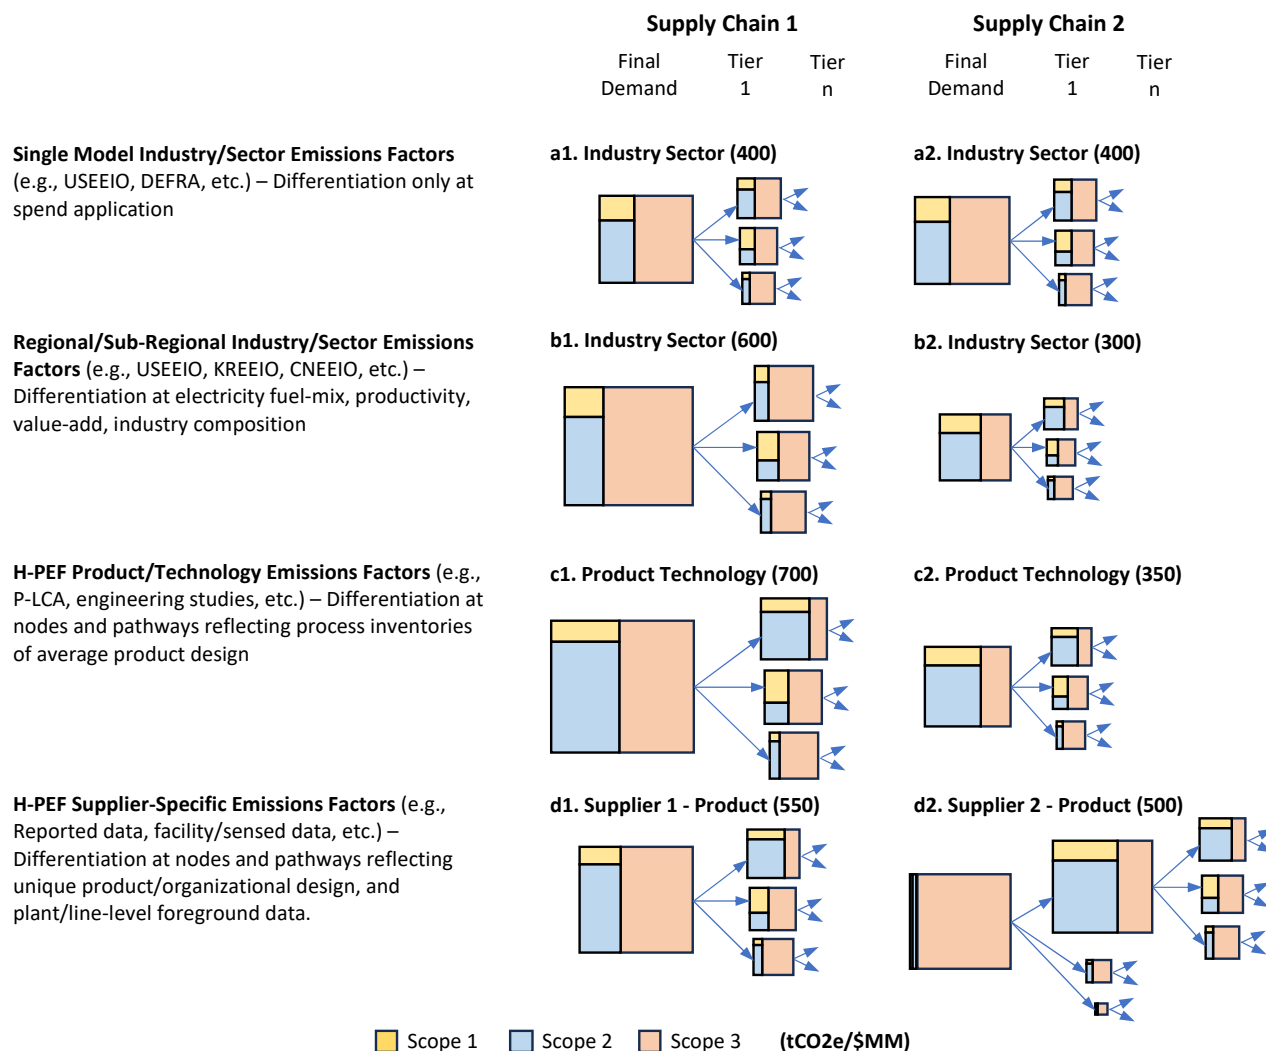 Supply Chain 1
Supply Chain 2
Final Demand
Tier 1
Tier n
Final Demand
Tier 1
Tier n
Single Model Industry/Sector Emissions Factors
(e.g., USEEIO, DEFRA, etc.) – Differentiation only at
spend application
a1. Industry Sector (400)
a2. Industry Sector (400)
Regional/Sub-Regional Industry/Sector Emissions
Factors (e.g., USEEIO, KREEIO, CNEEIO, etc.) –
Differentiation at electricity fuel-mix, productivity,
value-add, industry composition
b1. Industry Sector (600)
b2. Industry Sector (300)
H-PEF Product/Technology Emissions Factors (e.g.,
P-LCA, engineering studies, etc.) – Differentiation at
nodes and pathways reflecting process inventories
of average product design
c1. Product Technology (700)
c2. Product Technology (350)
H-PEF Supplier-Specific Emissions Factors (e.g.,
Reported data, facility/sensed data, etc.) –
Differentiation at nodes and pathways reflecting
unique product/organizational design, and
plant/line-level foreground data.
d1. Supplier 1 - Product (550)
d2. Supplier 2 - Product (500)
Scope 1 Scope 2 Scope 3 (tCO2e/$MM)